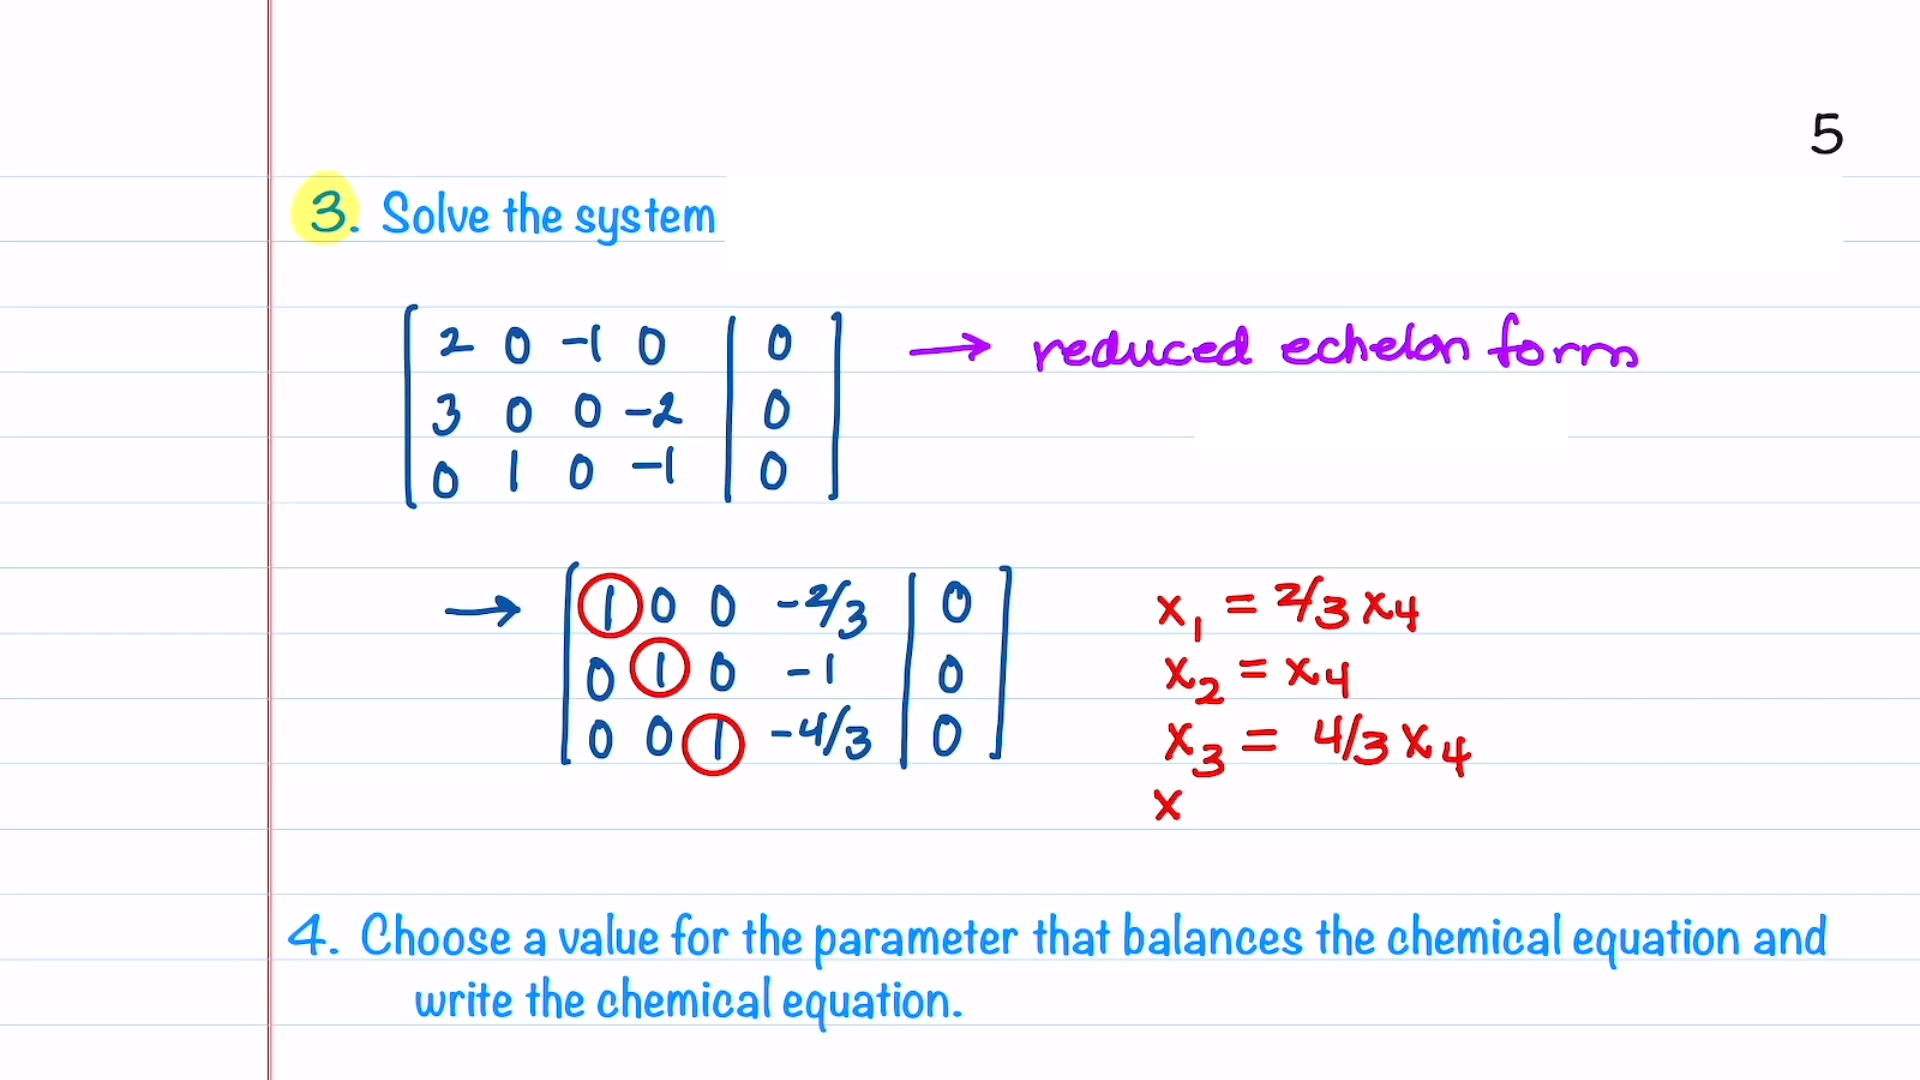 5
3. Solve the system
2 0 -1 0 | 0 → reduced echelon form
3 0 0 -2 | 0
0 1 0 -1 | 0
→ 1 0 0 -2/3 | 0 x₁ = 2/3 x₄
0 1 0 -1 | 0 x₂ = x₄
0 0 1 -4/3 | 0 x₃ = 4/3 x₄
x
4. Choose a value for the parameter that balances the chemical equation and
write the chemical equation.